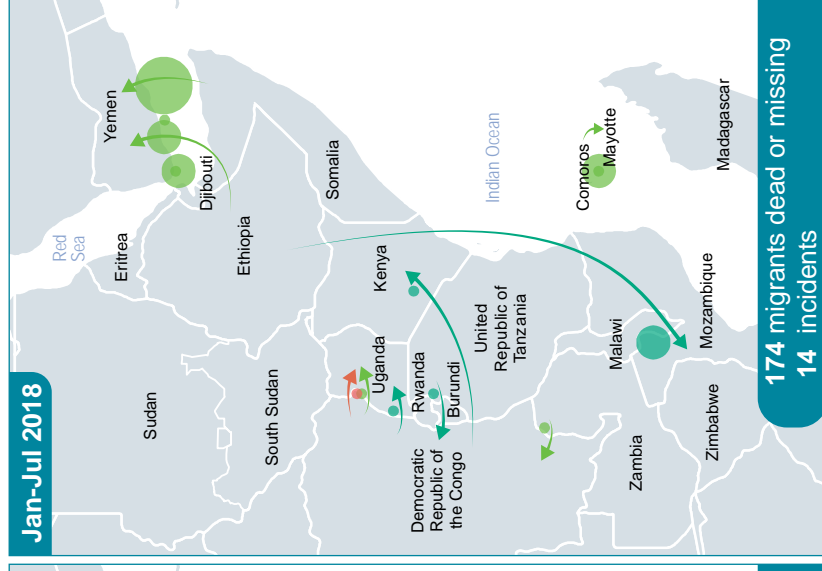 Jan-Jul 2018
Red
Sea
Yemen
Eritrea
Sudan
Djibouti
Ethiopia
South Sudan
Somalia
Uganda
Kenya
Rwanda
Burundi
Democratic
Republic of
the Congo
United
Republic of
Tanzania
Indian Ocean
Comoros
Mayotte
Malawi
Zambia
Mozambique
Zimbabwe
Madagascar
174 migrants dead or missing
14 incidents